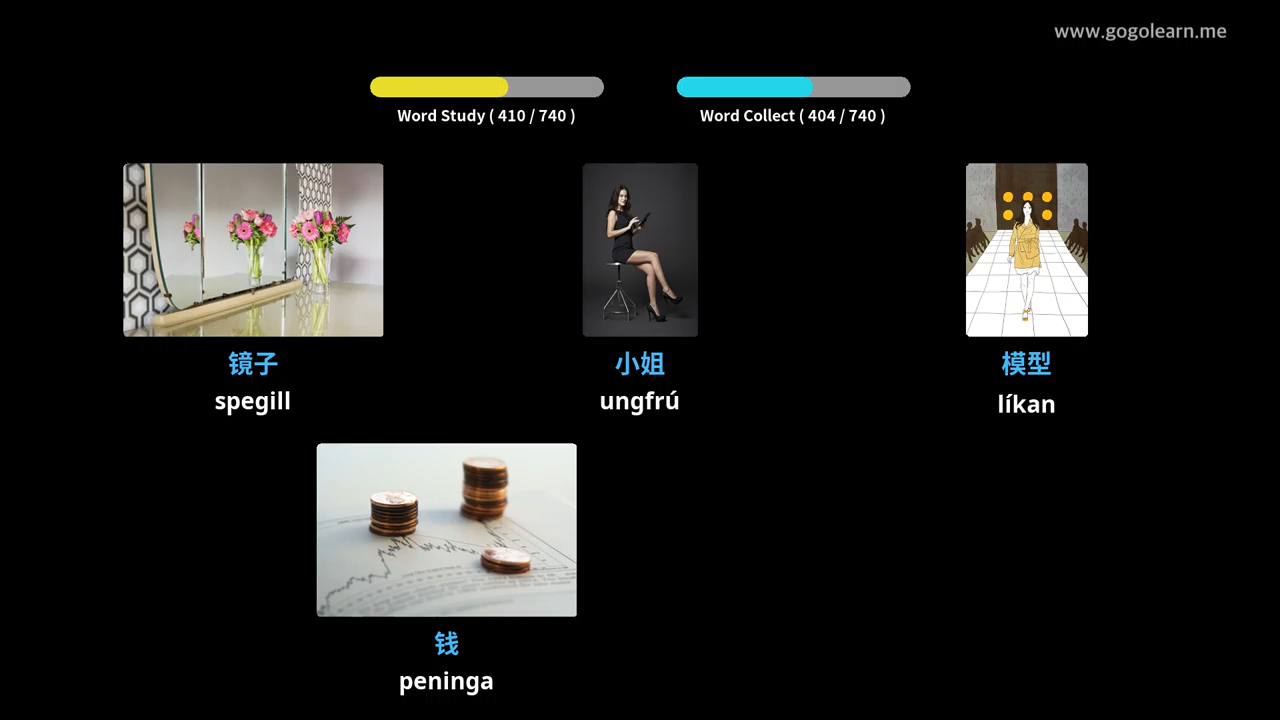 www.gogolearn.me
Word Study ( 410 / 740 )
Word Collect ( 404 / 740 )
镜子
spegill
小姐
ungfrú
模型
líkan
钱
peninga